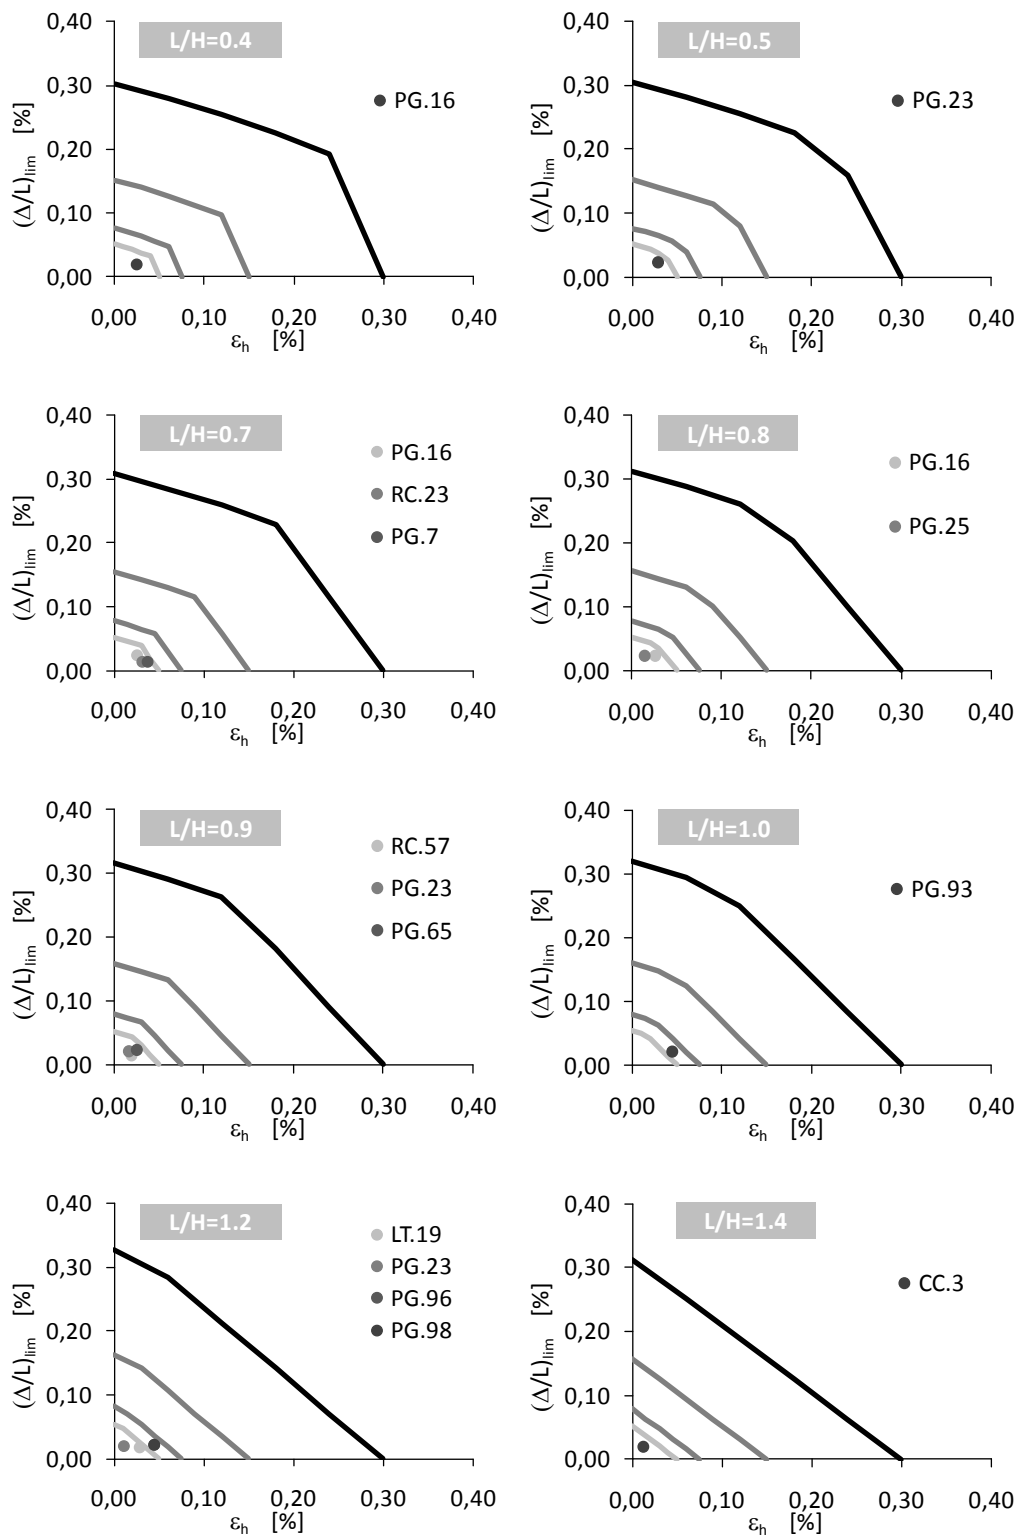 L/H=0.4
0,40
0,30
0,20
0,10
0,00
(Δ/L)lim [%]
PG.16
0,00 0,10 0,20 0,30 0,40
εh [%]
L/H=0.5
0,40
0,30
0,20
0,10
0,00
(Δ/L)lim [%]
PG.23
0,00 0,10 0,20 0,30 0,40
εh [%]
L/H=0.7
0,40
0,30
0,20
0,10
0,00
(Δ/L)lim [%]
PG.16
RC.23
PG.7
0,00 0,10 0,20 0,30 0,40
εh [%]
L/H=0.8
0,40
0,30
0,20
0,10
0,00
(Δ/L)lim [%]
PG.16
PG.25
0,00 0,10 0,20 0,30 0,40
εh [%]
L/H=0.9
0,40
0,30
0,20
0,10
0,00
(Δ/L)lim [%]
RC.57
PG.23
PG.65
0,00 0,10 0,20 0,30 0,40
εh [%]
L/H=1.0
0,40
0,30
0,20
0,10
0,00
(Δ/L)lim [%]
PG.93
0,00 0,10 0,20 0,30 0,40
εh [%]
L/H=1.2
0,40
0,30
0,20
0,10
0,00
(Δ/L)lim [%]
LT.19
PG.23
PG.96
PG.98
0,00 0,10 0,20 0,30 0,40
εh [%]
L/H=1.4
0,40
0,30
0,20
0,10
0,00
(Δ/L)lim [%]
CC.3
0,00 0,10 0,20 0,30 0,40
εh [%]